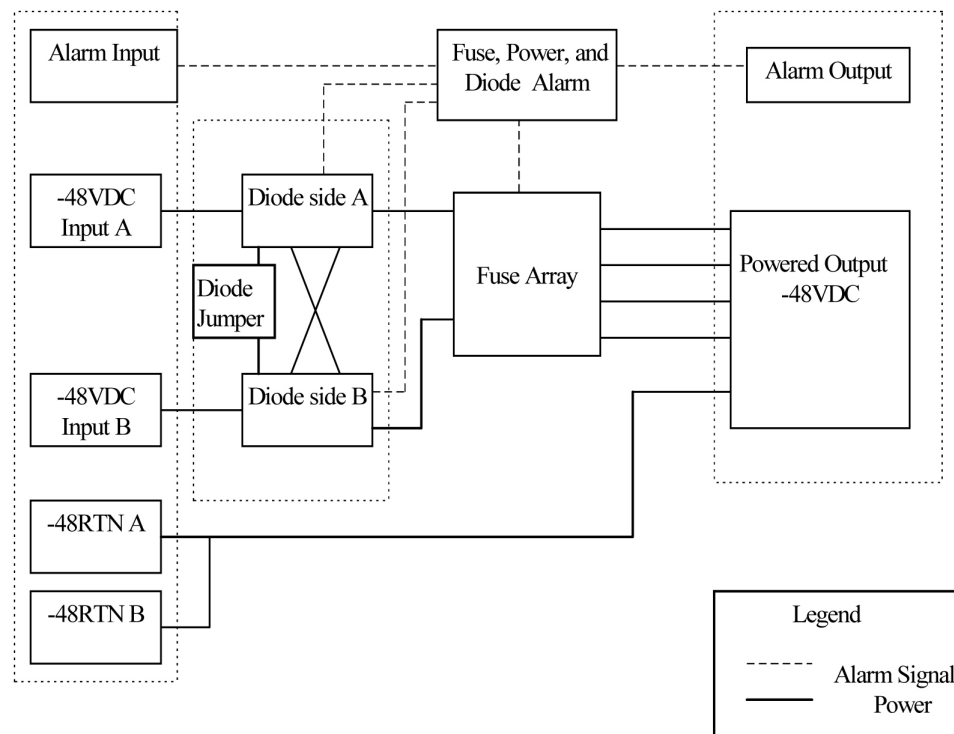 Alarm Input
Fuse, Power, and
Diode Alarm
Alarm Output
-48VDC
Input A
Diode side A
Diode
Jumper
Fuse Array
Powered Output
-48VDC
-48VDC
Input B
Diode side B
-48RTN A
-48RTN B
Legend
Alarm Signal
Power